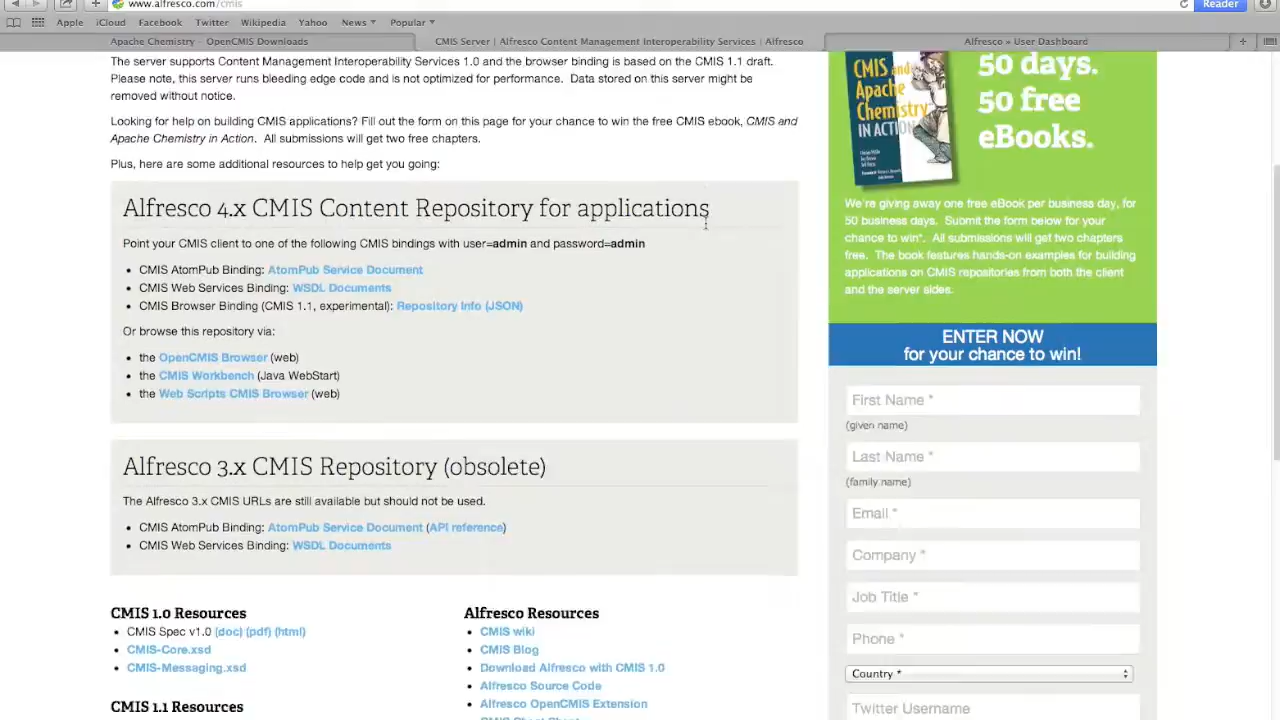 www.alfresco.com/cmis
Reader
Apple iCloud Facebook Twitter Wikipedia Yahoo News Popular
Apache Chemistry - OpenCMIS Downloads
CMIS Server | Alfresco Content Management Interoperability Services | Alfresco
Alfresco » User Dashboard
The server supports Content Management Interoperability Services 1.0 and the browser binding is based on the CMIS 1.1 draft.
Please note, this server runs bleeding edge code and is not optimized for performance. Data stored on this server might be
removed without notice.
Looking for help on building CMIS applications? Fill out the form on this page for your chance to win the free CMIS ebook, CMIS and
Apache Chemistry in Action. All submissions will get two free chapters.
Plus, here are some additional resources to help get you going:
Alfresco 4.x CMIS Content Repository for applications
Point your CMIS client to one of the following CMIS bindings with user=admin and password=admin
• CMIS AtomPub Binding: AtomPub Service Document
• CMIS Web Services Binding: WSDL Documents
• CMIS Browser Binding (CMIS 1.1, experimental): Repository Info (JSON)
Or browse this repository via:
• the OpenCMIS Browser (web)
• the CMIS Workbench (Java WebStart)
• the Web Scripts CMIS Browser (web)
Alfresco 3.x CMIS Repository (obsolete)
The Alfresco 3.x CMIS URLs are still available but should not be used.
• CMIS AtomPub Binding: AtomPub Service Document (API reference)
• CMIS Web Services Binding: WSDL Documents
CMIS 1.0 Resources
• CMIS Spec v1.0 (doc) (pdf) (html)
• CMIS-Core.xsd
• CMIS-Messaging.xsd
CMIS 1.1 Resources
Alfresco Resources
• CMIS wiki
• CMIS Blog
• Download Alfresco with CMIS 1.0
• Alfresco Source Code
• Alfresco OpenCMIS Extension
CMIS and
Apache
Chemistry
IN ACTION
50 days.
50 free
eBooks.
We're giving away one free eBook per business day, for
50 business days. Submit the form below for your
chance to win*. All submissions will get two chapters
free. The book features hands-on examples for building
applications on CMIS repositories from both the client
and the server sides.
ENTER NOW
for your chance to win!
First Name *
(given name)
Last Name *
(family name)
Email *
Company *
Job Title *
Phone *
Country *
Twitter Username